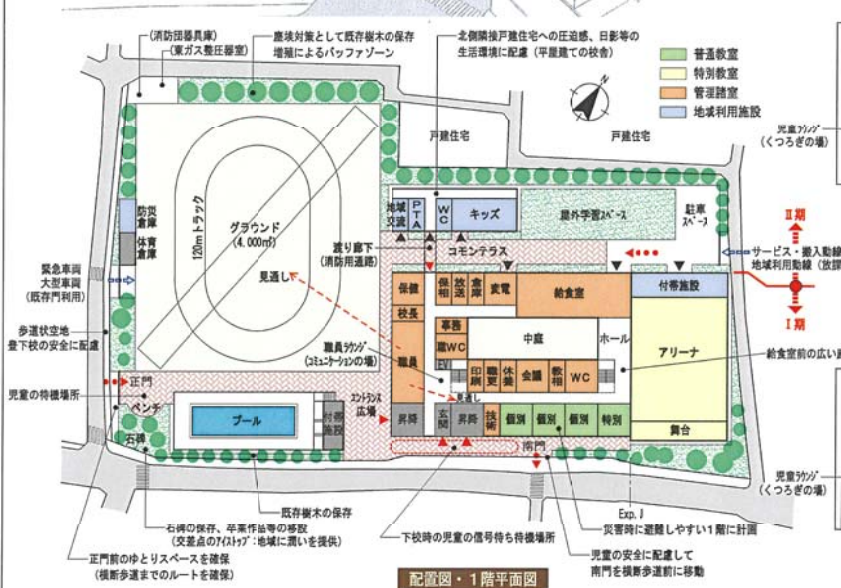 (消防団器具庫)
(東ガス整圧器室)
塵埃対策として既存樹木の保存
増殖によるバッファゾーン
北側隣接戸建住宅への圧迫感、日影等の
生活環境に配慮(平屋建ての校舎)
普通教室
特別教室
管理諸室
地域利用施設
N
戸建住宅
戸建住宅
児童ラウンジ
(くつろぎの場)
防災
倉庫
体育
倉庫
120mトラック
グラウンド
(4,000㎡)
見通し
地域
交流
PTA
WC
キッズ
屋外学習スペース
駐車
スペース
渡り廊下
(消防用通路)
コモンテラス
Ⅱ期
サービス・搬入動線
地域利用動線(放課
Ⅰ期
緊急車両
大型車両
(既存門利用)
保健
保相
放送
倉庫
変電
給食室
付帯施設
校長
事務
職WC
EV
中庭
ホール
アリーナ
歩道状空地
登下校の安全に配慮
職員
職員ラウンジ
(コミュニケーションの場)
印刷
職更
休養
会議
教相
WC
給食室前の広い
児童の待機場所
正門
ベンチ
石碑
プール
付帯
施設
エントランス
広場
見通し
昇降
玄関
昇降
技術
個別
個別
個別
特別
舞台
南門
児童ラウンジ
(くつろぎの場)
既存樹木の保存
石碑の保存、卒業作品等の移設
(交差点のアイストップ:地域に潤いを提供)
下校時の児童の信号待ち待機場所
Exp.J
災害時に避難しやすい1階に計画
正門前のゆとりスペースを確保
(横断歩道までのルートを確保)
児童の安全に配慮して
南門を横断歩道前に移動
配置図・1階平面図